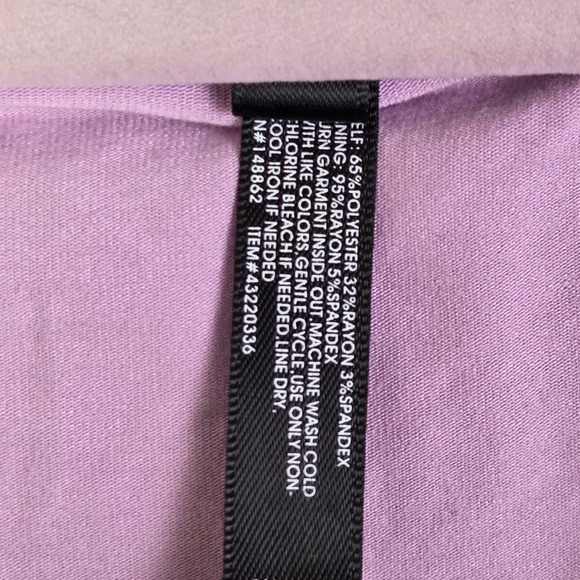 ELF: 65%POLYESTER 32%RAYON 3%SPANDEX
NING: 95%RAYON 5%SPANDEX
URN GARMENT INSIDE OUT.MACHINE WASH COLD
WITH LIKE COLORS,GENTLE CYCLE,USE ONLY NON-
CHLORINE BLEACH IF NEEDED,LINE DRY,
COOL IRON IF NEEDED
N#148862 ITEM#43220336